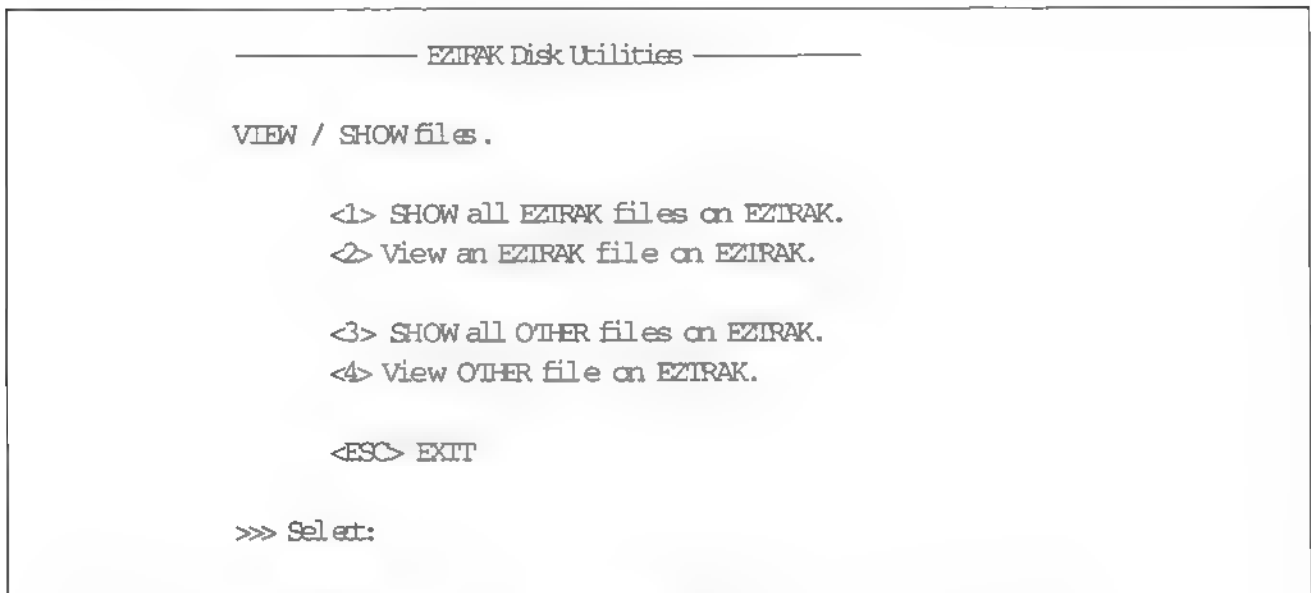 EZTRAK Disk Utilities
VIEW / SHOW files.
<1> SHOW all EZTRAK files on EZTRAK.
<2> View an EZTRAK file on EZTRAK.
<3> SHOW all OTHER files on EZTRAK.
<4> View OTHER file on EZTRAK.
<ESC> EXIT
>>> Select: